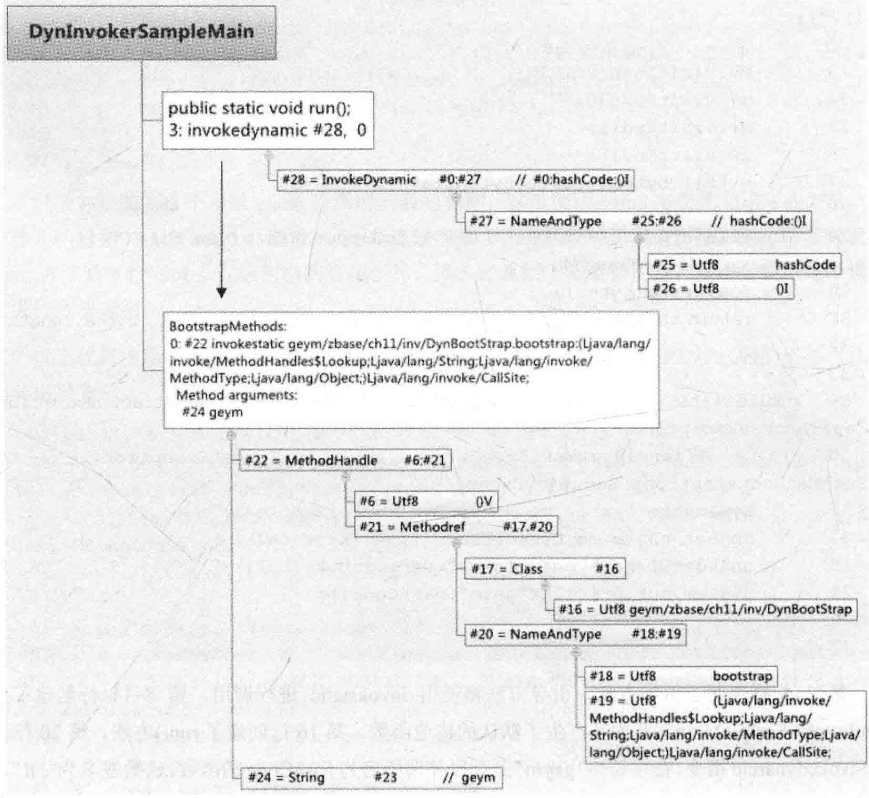 DynInvokerSampleMain
public static void run();
3: invokedynamic #28, 0
#28 = InvokeDynamic #0:#27 // #0:hashCode:()I
#27 = NameAndType #25:#26 // hashCode:()I
#25 = Utf8 hashCode
#26 = Utf8 ()I
BootstrapMethods:
0: #22 invokestatic geym/zbase/ch11/inv/DynBootStrap.bootstrap:(Ljava/lang/
invoke/MethodHandles$Lookup;Ljava/lang/String;Ljava/lang/invoke/
MethodType;Ljava/lang/Object;)Ljava/lang/invoke/CallSite;
Method arguments:
#24 geym
#22 = MethodHandle #6:#21
#6 = Utf8 ()V
#21 = Methodref #17.#20
#17 = Class #16
#16 = Utf8 geym/zbase/ch11/inv/DynBootStrap
#20 = NameAndType #18:#19
#18 = Utf8 bootstrap
#19 = Utf8 (Ljava/lang/invoke/
MethodHandles$Lookup;Ljava/lang/
String;Ljava/lang/invoke/MethodType;Ljava/
lang/Object;)Ljava/lang/invoke/CallSite;
#24 = String #23 // geym